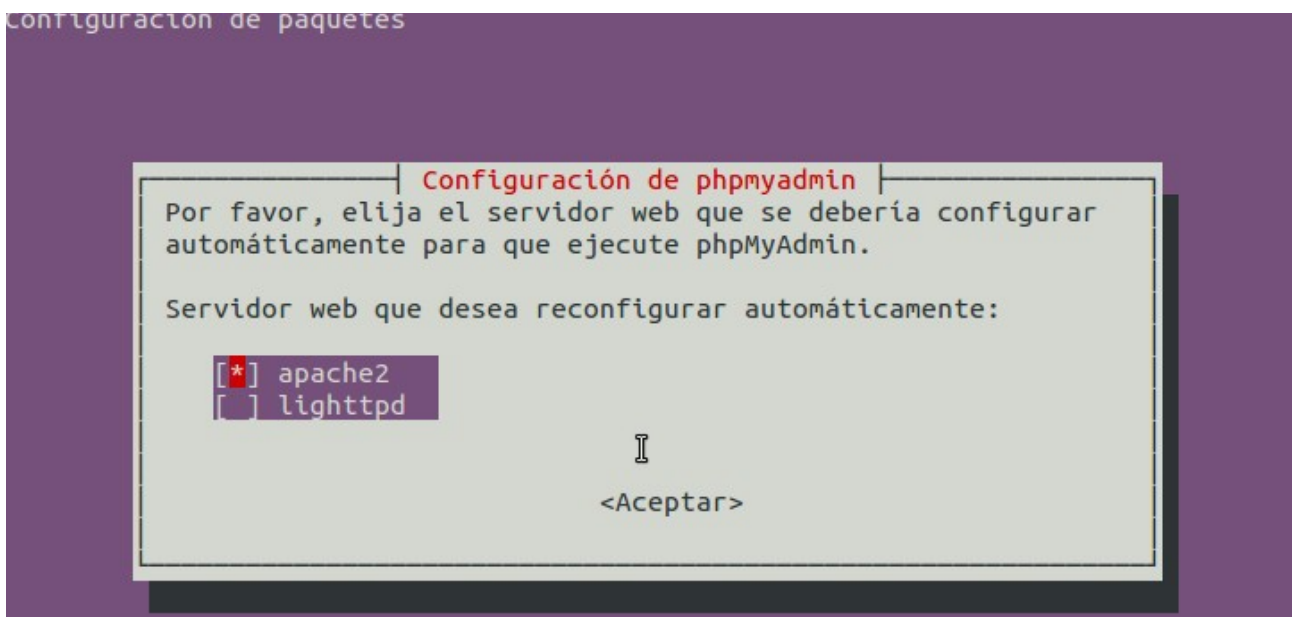 Configuración de paquetes
Configuración de phpmyadmin
Por favor, elija el servidor web que se debería configurar
automáticamente para que ejecute phpMyAdmin.
Servidor web que desea reconfigurar automáticamente:
[*] apache2
[ ] lighttpd
<Aceptar>